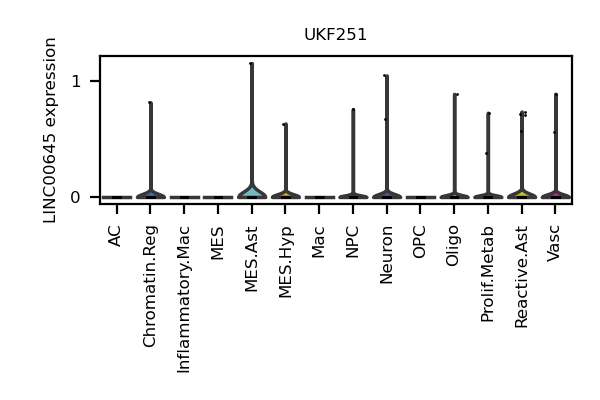 UKF251
LINC00645 expression
1
0
AC
Chromatin.Reg
Inflammatory.Mac
MES
MES.Ast
MES.Hyp
Mac
NPC
Neuron
OPC
Oligo
Prolif.Metab
Reactive.Ast
Vasc